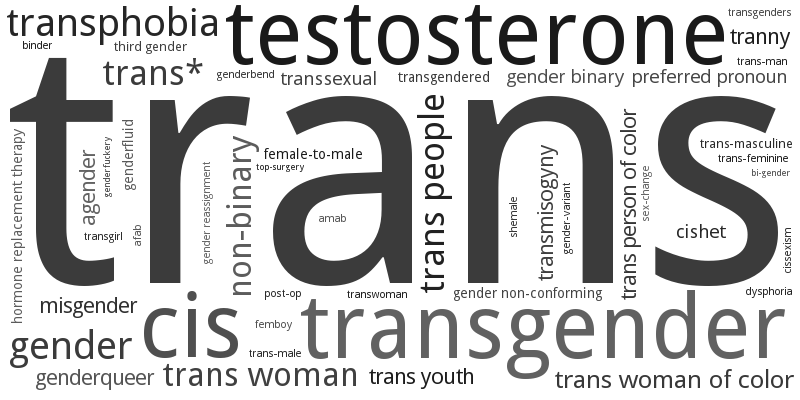 transphobia
testosterone
transgenders
binder
third gender
tranny
trans*
genderbend
transsexual
transgendered
gender binary
preferred pronoun
trans-man
trans
hormone replacement therapy
agender
genderfuckery
genderfluid
transgirl
afab
gender reassignment
non-binary
female-to-male
top-surgery
amab
trans people
shemale
transmisogyny
gender-variant
trans person of color
sex-change
trans-masculine
trans-feminine
bi-gender
cishet
cissexism
dysphoria
misgender
post-op
transwoman
gender non-conforming
gender
cis
femboy
trans-male
transgender
genderqueer
trans woman
trans youth
trans woman of color